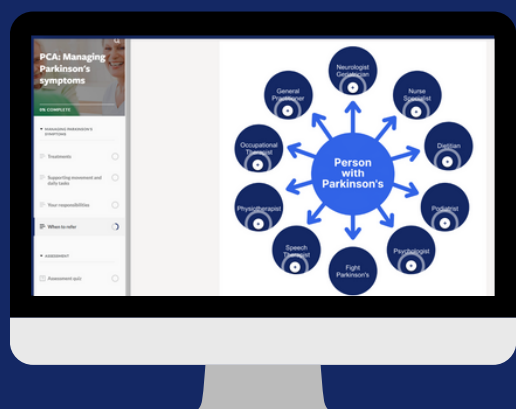 PCA: Managing
Parkinson's
symptoms
0% COMPLETE
MANAGING PARKINSON'S
SYMPTOMS
Treatments
Supporting movement and
daily tasks
Your responsibilities
When to refer
ASSESSMENT
Assessment quiz
Neurologist
Geriatrician
General
Practitioner
Nurse
Specialist
Occupational
Therapist
Dietitian
Person
with
Parkinson's
Physiotherapist
Podiatrist
Speech
Therapist
Psychologist
Fight
Parkinson's